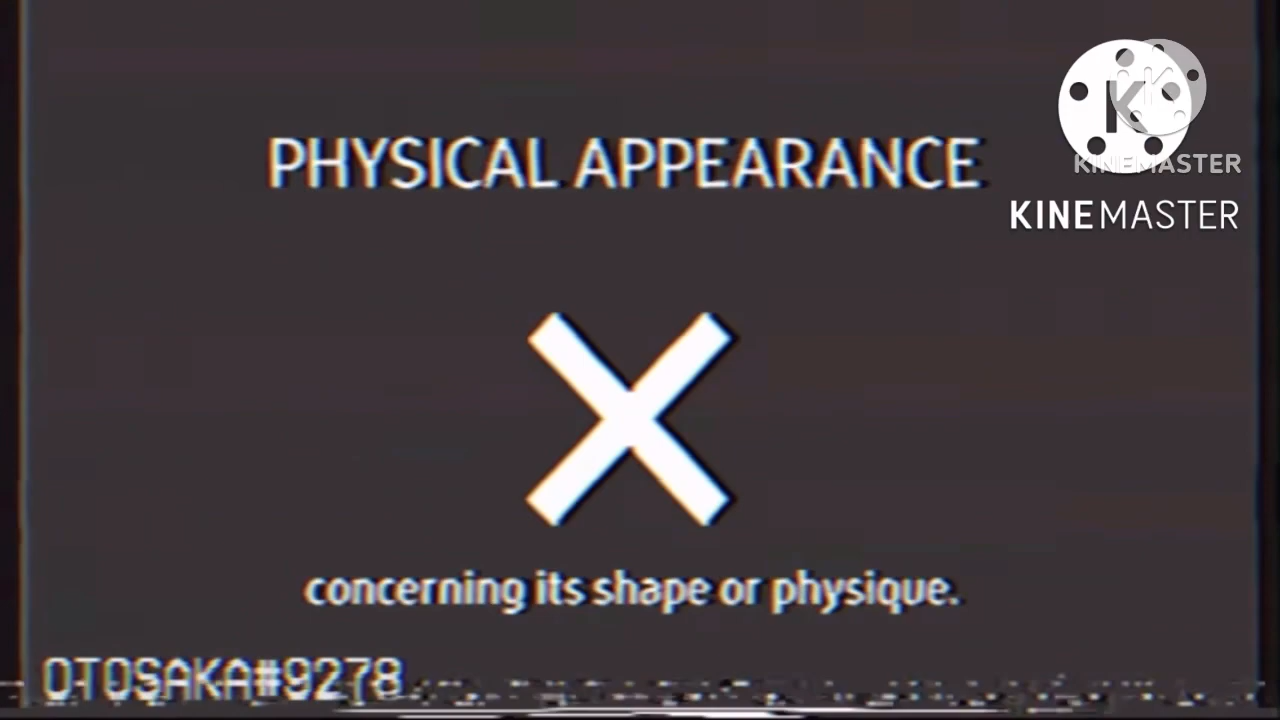 PHYSICAL APPEARANCE
KINEMASTER
KINEMASTER
concerning its shape or physique.
OTOSAKA#9278